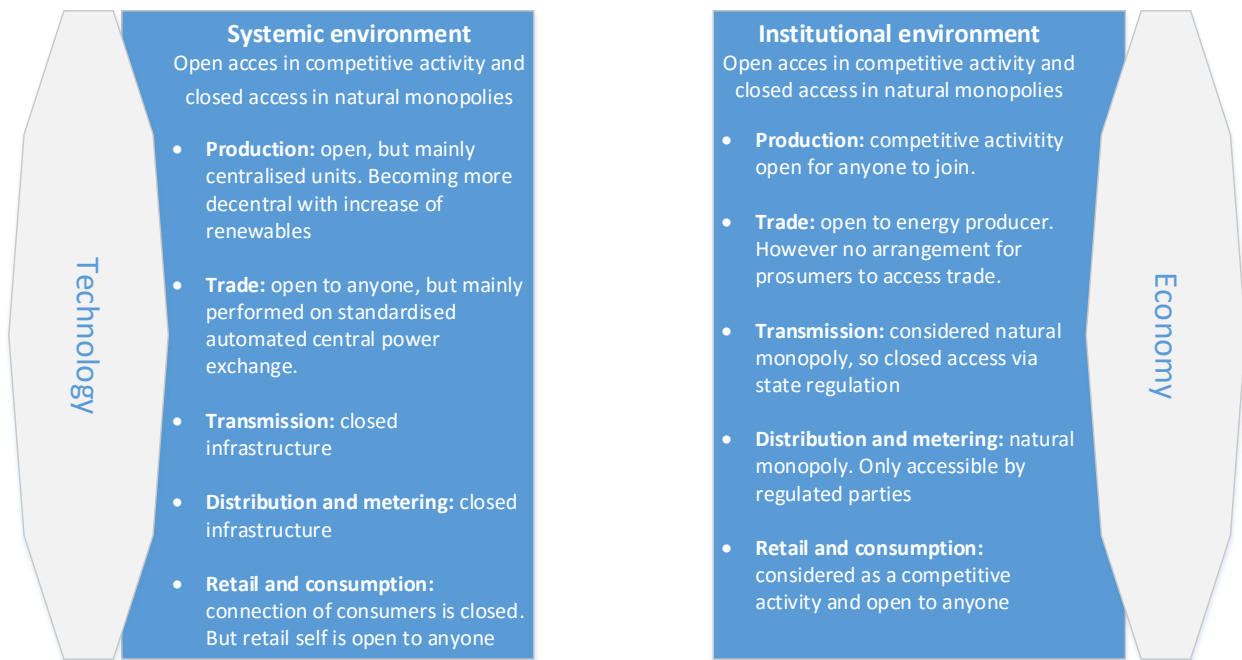 Technology
Systemic environment
Open acces in competitive activity and
closed access in natural monopolies
• Production: open, but mainly
centralised units. Becoming more
decentral with increase of
renewables
• Trade: open to anyone, but mainly
performed on standardised
automated central power
exchange.
• Transmission: closed
infrastructure
• Distribution and metering: closed
infrastructure
• Retail and consumption:
connection of consumers is closed.
But retail self is open to anyone
Institutional environment
Open acces in competitive activity and
closed access in natural monopolies
• Production: competitive activitity
open for anyone to join.
• Trade: open to energy producer.
However no arrangement for
prosumers to access trade.
• Transmission: considered natural
monopoly, so closed access via
state regulation
• Distribution and metering: natural
monopoly. Only accessible by
regulated parties
• Retail and consumption:
considered as a competitive
activity and open to anyone
Economy